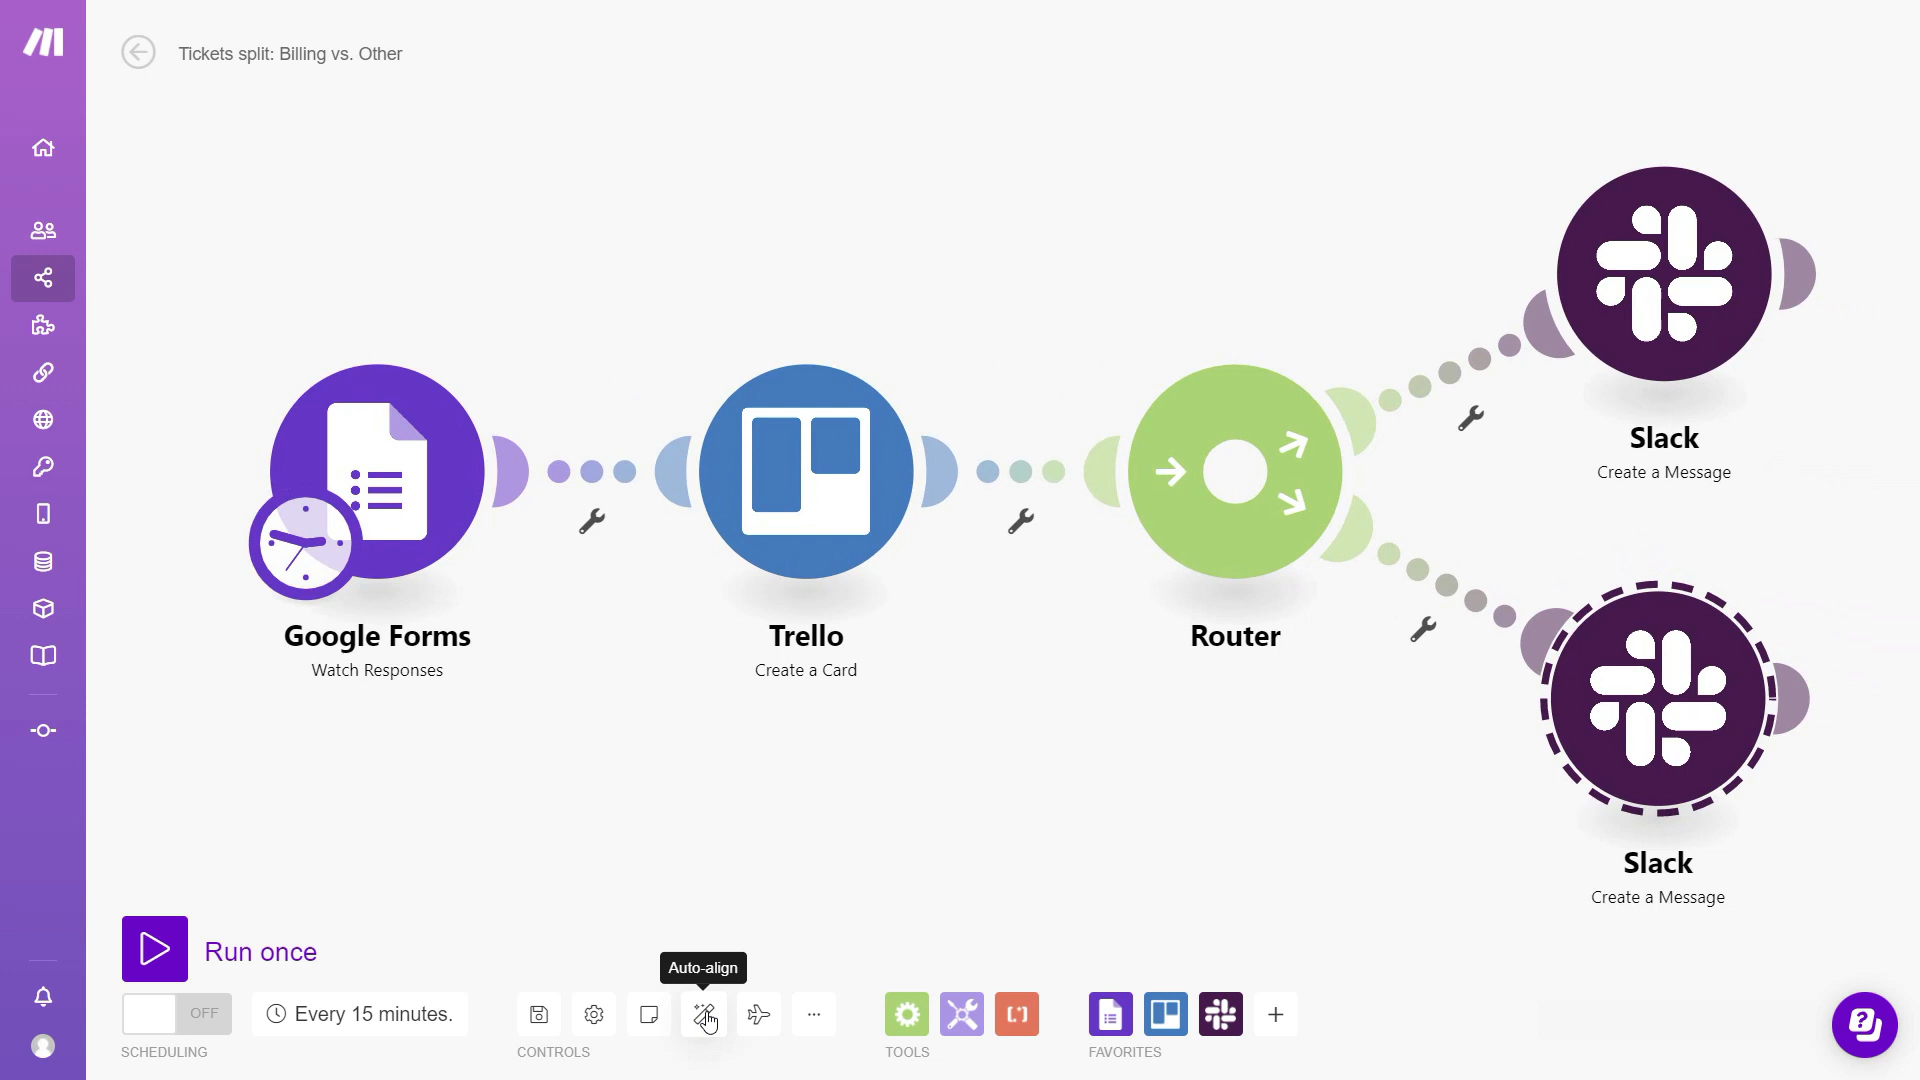 Tickets split: Billing vs. Other
Slack
Create a Message
Google Forms
Watch Responses
Trello
Create a Card
Router
Slack
Create a Message
Run once
Auto-align
OFF
Every 15 minutes.
SCHEDULING
CONTROLS
TOOLS
FAVORITES